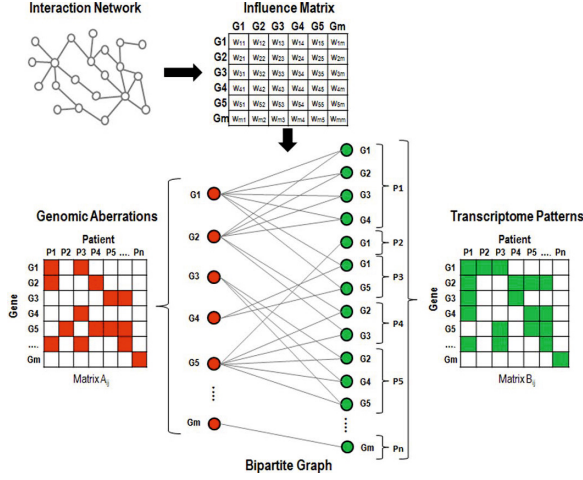 Interaction Network
Influence Matrix
G1 G2 G3 G4 G5 Gm
G1 w11 w12 w13 w14 w15 w1m
G2 w21 w22 w23 w24 w25 w2m
G3 w31 w32 w33 w34 w35 w3m
G4 w41 w42 w43 w44 w45 w4m
G5 w51 w52 w53 w54 w55 w5m
Gm wm1 wm2 wm3 wm4 wm5 wmm
Genomic Aberrations
Patient
P1 P2 P3 P4 P5 .... Pn
Gene
G1
G2
G3
G4
G5
....
Gm
Matrix Aij
G1
G2
G3
G4
G5
....
Gm
G1
G2
G3
G4
P1
G1
P2
G1
G5
P3
G2
G3
P4
G2
G4
G5
P5
....
Gm
Pn
Bipartite Graph
Transcriptome Patterns
Patient
P1 P2 P3 P4 P5 .... Pn
Gene
G1
G2
G3
G4
G5
....
Gm
Matrix Bij